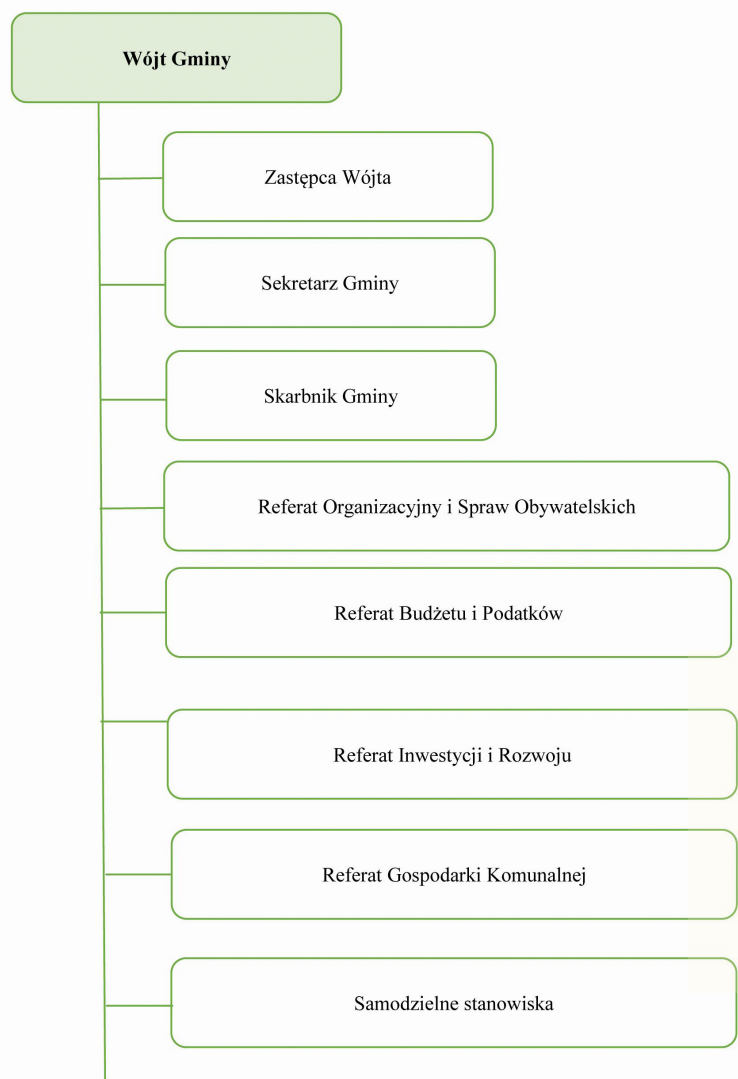 Wójt Gminy
Zastępca Wójta
Sekretarz Gminy
Skarbnik Gminy
Referat Organizacyjny i Spraw Obywatelskich
Referat Budżetu i Podatków
Referat Inwestycji i Rozwoju
Referat Gospodarki Komunalnej
Samodzielne stanowiska